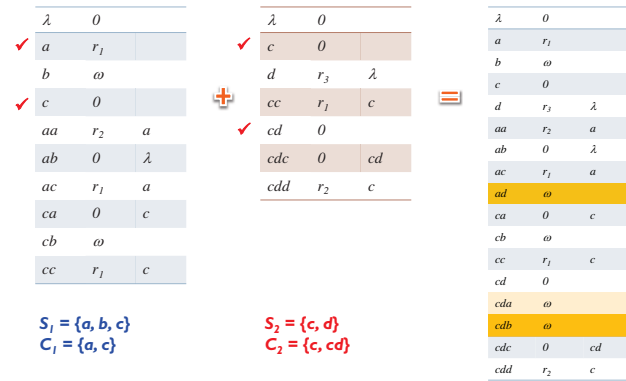 λ 0
✓ a r1
b ω
✓ c 0
aa r2 a
ab 0 λ
ac r1 a
ca 0 c
cb ω
cc r1 c
S1 = {a, b, c}
C1 = {a, c}
+
λ 0
✓ c 0
d r3 λ
cc r1 c
✓ cd 0
cdc 0 cd
cdd r2 c
S2 = {c, d}
C2 = {c, cd}
=
λ 0
a r1
b ω
c 0
d r3 λ
aa r2 a
ab 0 λ
ac r1 a
ad ω
ca 0 c
cb ω
cc r1 c
cd 0
cda ω
cdb ω
cdc 0 cd
cdd r2 c